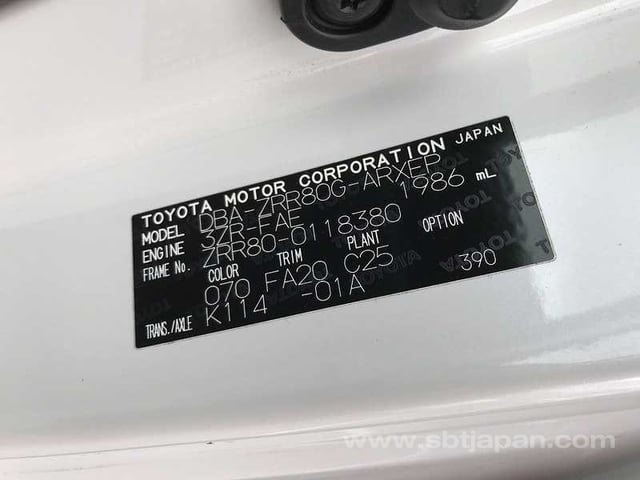 TOYOTA MOTOR CORPORATION JAPAN
MODEL DBA-ZRR80G-ARXEP
ENGINE 3ZR-FAE 1986 mL
FRAME No. ZRR80-0118380
COLOR TRIM PLANT OPTION
070 FA20 C25 390
TRANS./AXLE K114 -01A
www.sbtjapan.com